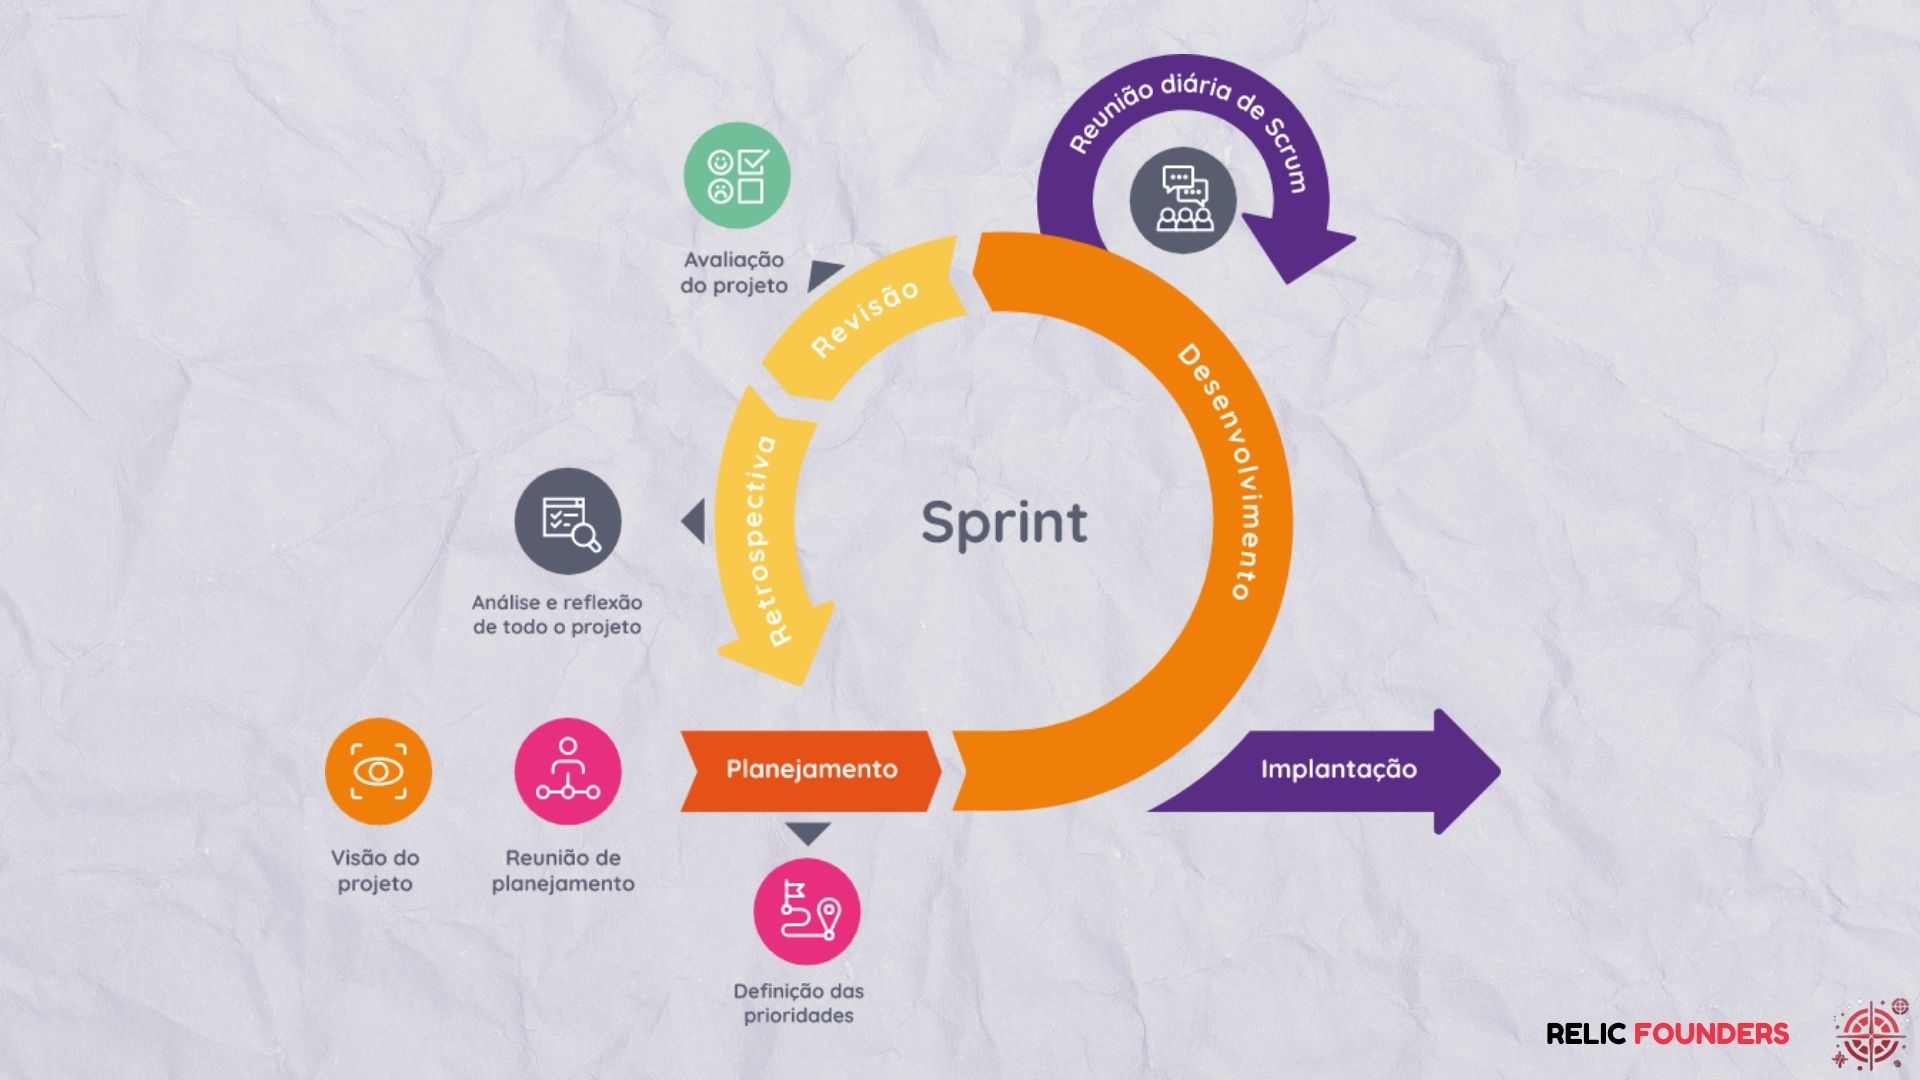 Reunião diária de Scrum
Avaliação
do projeto
Revisão
Desenvolvimento
Retrospectiva
Sprint
Análise e reflexão
de todo o projeto
Planejamento
Implantação
Visão do
projeto
Reunião de
planejamento
Definição das
prioridades
RELIC FOUNDERS